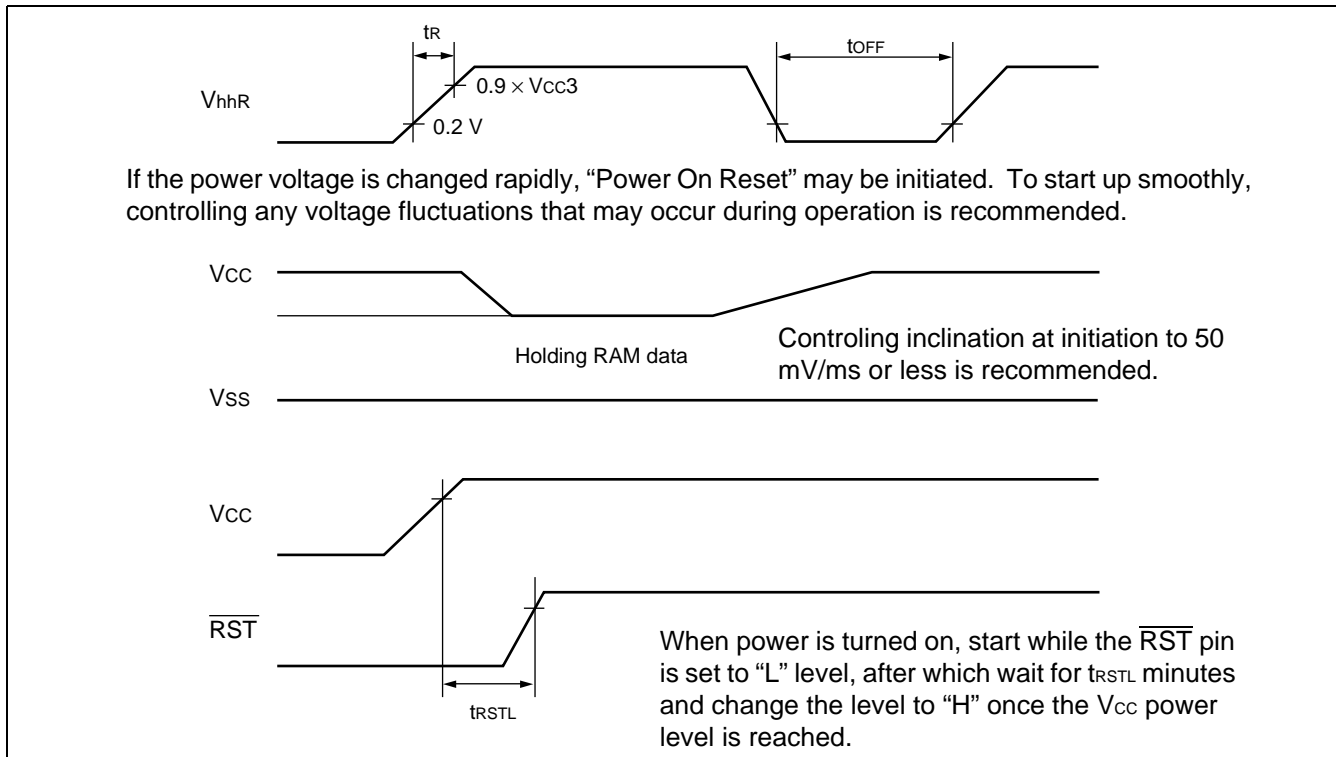 tR
tOFF
VhhR
0.9 × VCC3
0.2 V
If the power voltage is changed rapidly, “Power On Reset” may be initiated. To start up smoothly,
controlling any voltage fluctuations that may occur during operation is recommended.
VCC
Holding RAM data
Controling inclination at initiation to 50
mV/ms or less is recommended.
VSS
VCC
RST
tRSTL
When power is turned on, start while the RST pin
is set to “L” level, after which wait for tRSTL minutes
and change the level to “H” once the VCC power
level is reached.